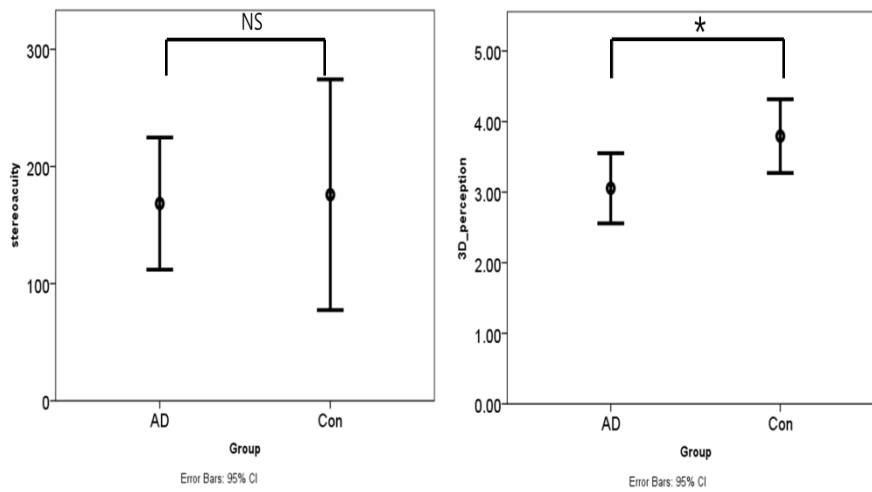 NS
300
200
100
0
stereoacuity
AD Con
Group
Error Bars: 95% CI
*
5.00
4.00
3.00
2.00
1.00
0.00
3D_perception
AD Con
Group
Error Bars: 95% CI